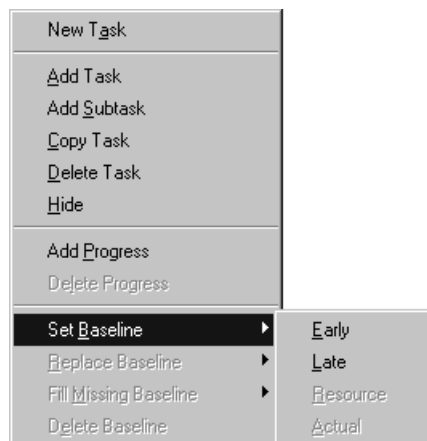 New Task
Add Task
Add Subtask
Copy Task
Delete Task
Hide
Add Progress
Delete Progress
Set Baseline
Replace Baseline
Fill Missing Baseline
Delete Baseline
Early
Late
Resource
Actual